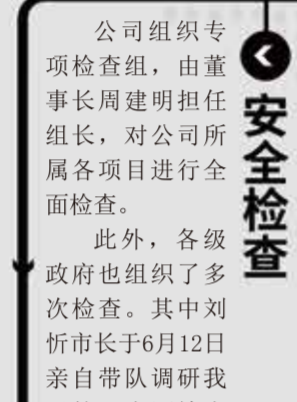 安全检查
公司组织专
项检查组，由董
事长周建明担任
组长，对公司所
属各项目进行全
面检查。
此外，各级
政府也组织了多
次检查。其中刘
忻市长于6月12日
亲自带队调研我